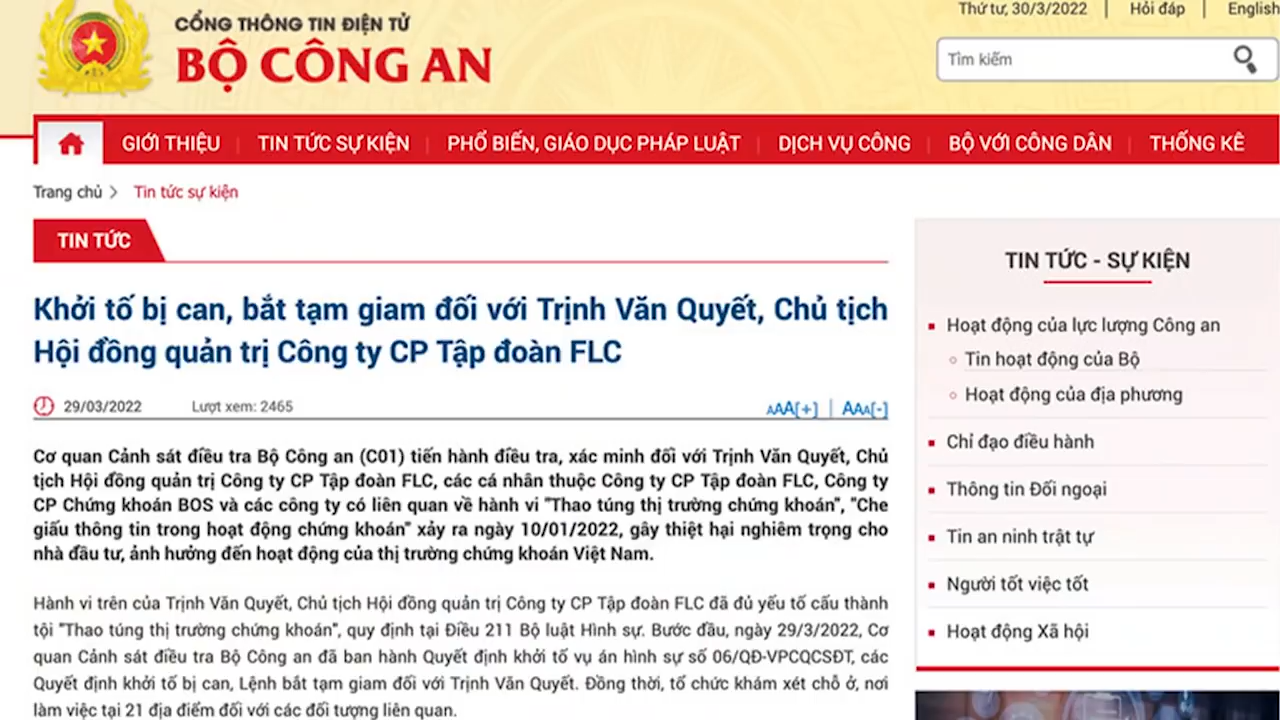 CỔNG THÔNG TIN ĐIỆN TỬ
BỘ CÔNG AN
Thứ tư, 30/3/2022 | Hỏi đáp | English
Tìm kiếm
GIỚI THIỆU | TIN TỨC SỰ KIỆN | PHỔ BIẾN, GIÁO DỤC PHÁP LUẬT | DỊCH VỤ CÔNG | BỘ VỚI CÔNG DÂN | THỐNG KÊ
Trang chủ > Tin tức sự kiện
TIN TỨC
Khởi tố bị can, bắt tạm giam đối với Trịnh Văn Quyết, Chủ tịch
Hội đồng quản trị Công ty CP Tập đoàn FLC
29/03/2022 Lượt xem: 2465 AAA[+] | AAA[-]
Cơ quan Cảnh sát điều tra Bộ Công an (C01) tiến hành điều tra, xác minh đối với Trịnh Văn Quyết, Chủ
tịch Hội đồng quản trị Công ty CP Tập đoàn FLC, các cá nhân thuộc Công ty CP Tập đoàn FLC, Công ty
CP Chứng khoán BOS và các công ty có liên quan về hành vi "Thao túng thị trường chứng khoán", "Che
giấu thông tin trong hoạt động chứng khoán" xảy ra ngày 10/01/2022, gây thiệt hại nghiêm trọng cho
nhà đầu tư, ảnh hưởng đến hoạt động của thị trường chứng khoán Việt Nam.
Hành vi trên của Trịnh Văn Quyết, Chủ tịch Hội đồng quản trị Công ty CP Tập đoàn FLC đã đủ yếu tố cấu thành
tội "Thao túng thị trường chứng khoán", quy định tại Điều 211 Bộ luật Hình sự. Bước đầu, ngày 29/3/2022, Cơ
quan Cảnh sát điều tra Bộ Công an đã ban hành Quyết định khởi tố vụ án hình sự số 06/QĐ-VPCQCSĐT, các
Quyết định khởi tố bị can, Lệnh bắt tạm giam đối với Trịnh Văn Quyết. Đồng thời, tổ chức khám xét chỗ ở, nơi
làm việc tại 21 địa điểm đối với các đối tượng liên quan.
TIN TỨC - SỰ KIỆN
Hoạt động của lực lượng Công an
Tin hoạt động của Bộ
Hoạt động của địa phương
Chỉ đạo điều hành
Thông tin Đối ngoại
Tin an ninh trật tự
Người tốt việc tốt
Hoạt động Xã hội